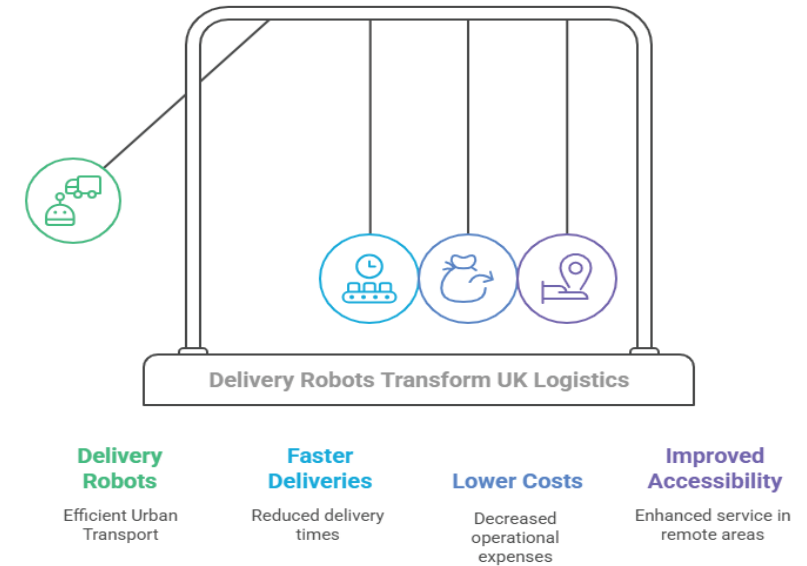 Delivery Robots Transform UK Logistics
Delivery
Robots
Efficient Urban
Transport
Faster
Deliveries
Reduced delivery
times
Lower Costs
Decreased
operational
expenses
Improved
Accessibility
Enhanced service in
remote areas